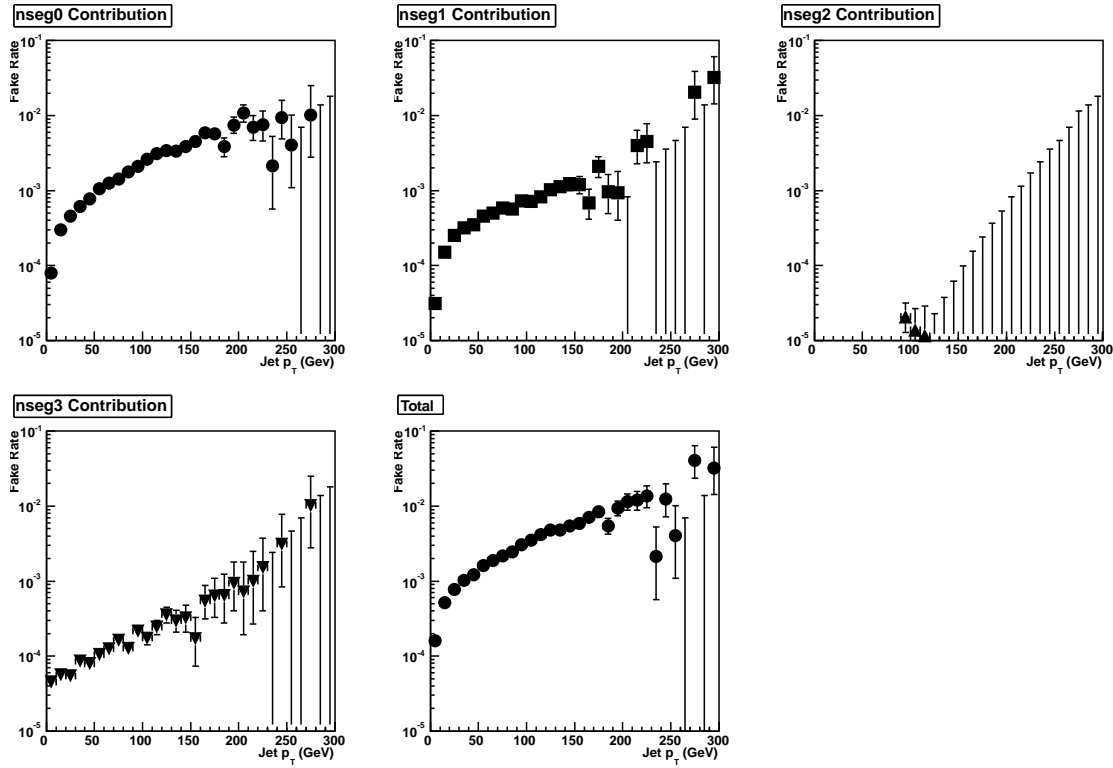 nseg0 Contribution
Fake Rate
10^-1
10^-2
10^-3
10^-4
10^-5
0 50 100 150 200 250 300
Jet p_T (Gev)
nseg1 Contribution
Fake Rate
10^-1
10^-2
10^-3
10^-4
10^-5
0 50 100 150 200 250 300
Jet p_T (GeV)
nseg2 Contribution
Fake Rate
10^-1
10^-2
10^-3
10^-4
10^-5
0 50 100 150 200 250 300
Jet p_T (GeV)
nseg3 Contribution
Fake Rate
10^-1
10^-2
10^-3
10^-4
10^-5
0 50 100 150 200 250 300
Jet p_T (GeV)
Total
Fake Rate
10^-1
10^-2
10^-3
10^-4
10^-5
0 50 100 150 200 250 300
Jet p_T (GeV)